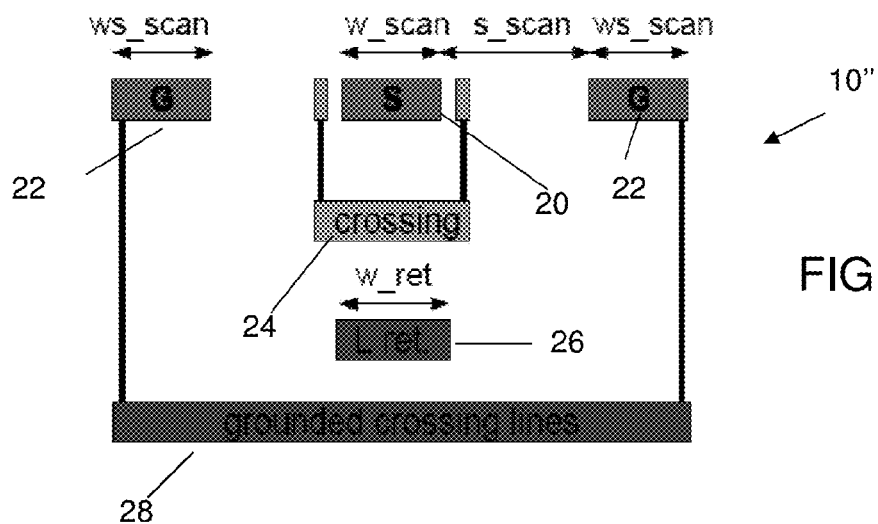 ws_scan w_scan s_scan ws_scan
G S G 10"
22 20 22
crossing
w_ret
FIG
24 L ret. 26
grounded crossing lines
28